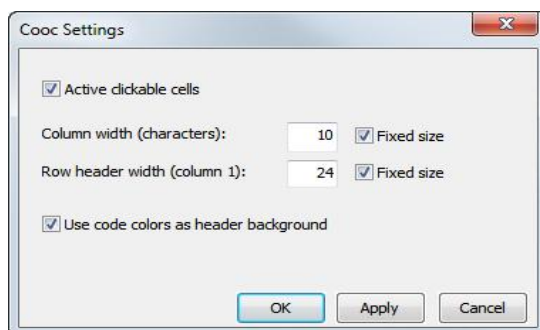 Cooc Settings
Active clickable cells
Column width (characters): 10 Fixed size
Row header width (column 1): 24 Fixed size
Use code colors as header background
OK Apply Cancel